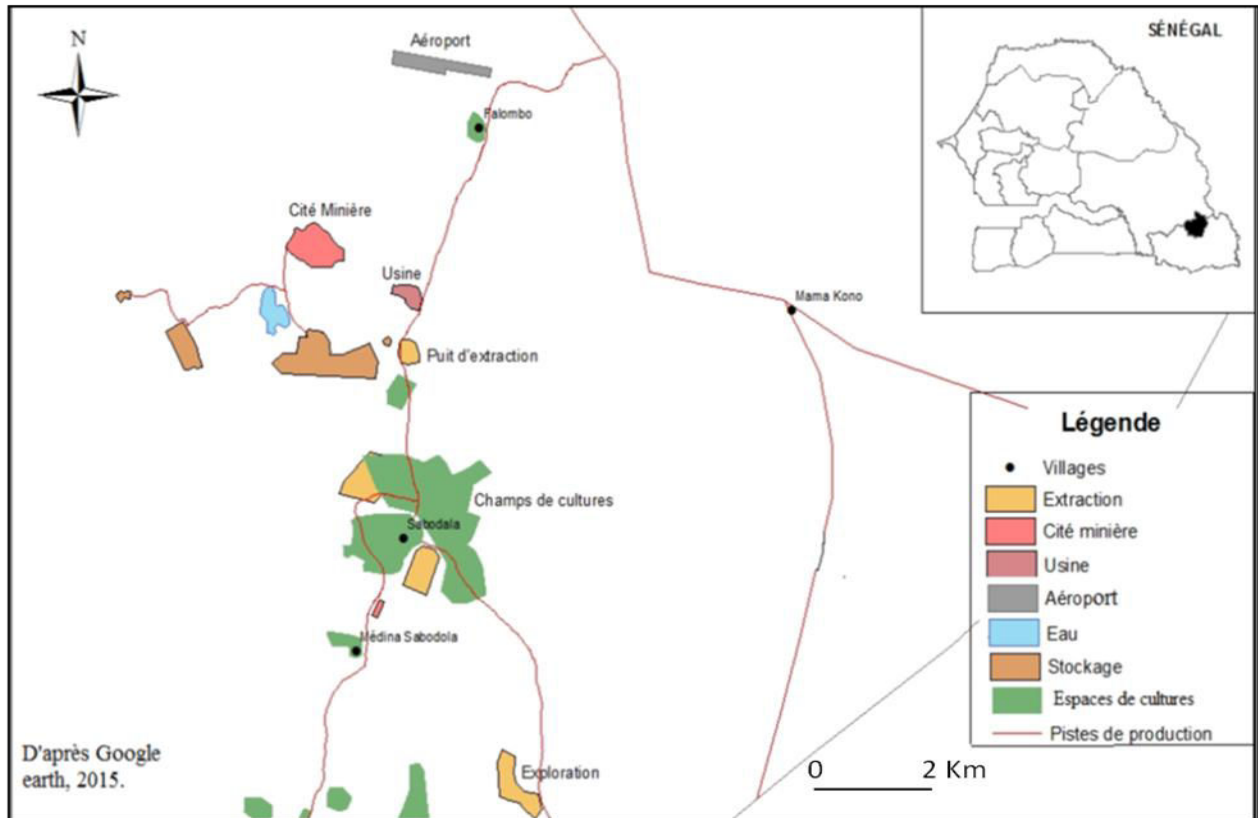 N
Aéroport
SÉNÉGAL
Falombo
Cité Minière
Usine
Mama Kono
Puit d'extraction
Champs de cultures
Sabodala
Médina Sabodola
Exploration
D'après Google
earth, 2015.
0 2 Km
Légende
Villages
Extraction
Cité minière
Usine
Aéroport
Eau
Stockage
Espaces de cultures
Pistes de production